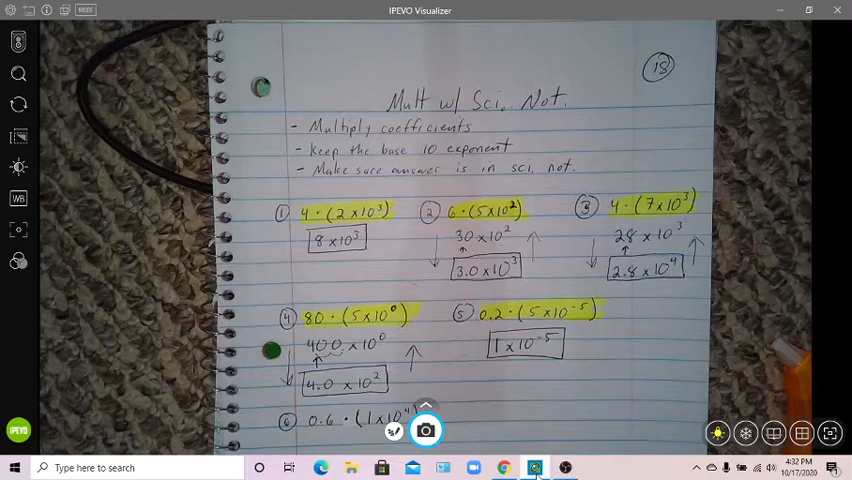 MODE
IPEVO Visualizer
18
Mult w/ Sci. Not.
- Multiply coefficients
- Keep the base 10 exponent
- Make sure answer is in sci. not.
① 4 · (2 x 10³) ② 6 · (5 x 10²) ③ 4 · (7 x 10³)
8 x 10³ 30 x 10² 28 x 10³
3.0 x 10³ 2.8 x 10⁴
④ 80 · (5 x 10⁰) ⑤ 0.2 · (5 x 10⁻⁵)
400 x 10⁰ 1 x 10⁻⁵
4.0 x 10²
⑥ 0.6 · (1 x 10⁴)
WB
IPEVO
Type here to search
4:32 PM
10/17/2020